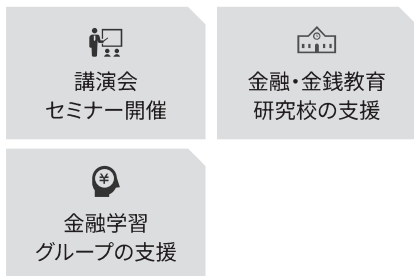 講演会
セミナー開催
金融・金銭教育
研究校の支援
¥
金融学習
グループの支援